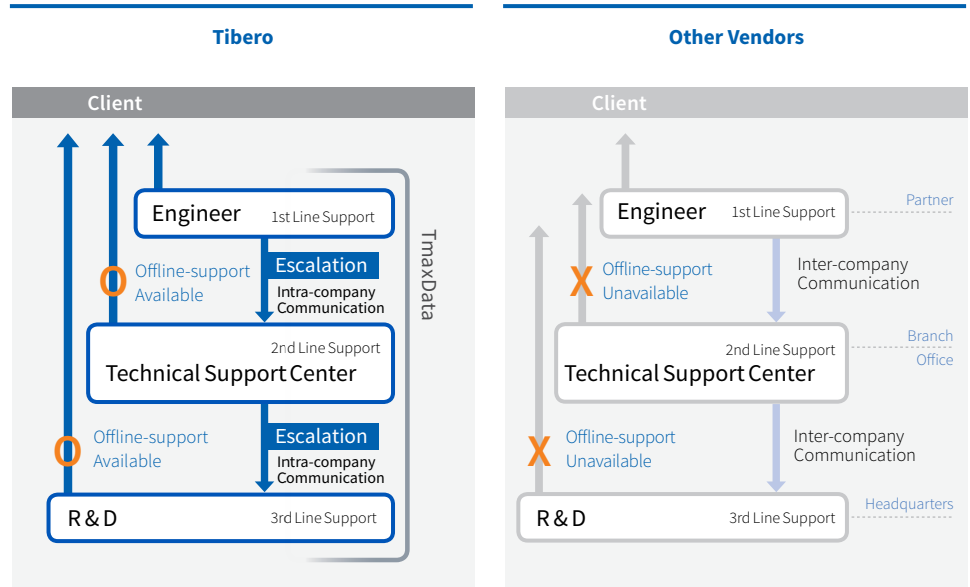 Tibero
Client
Engineer 1st Line Support
Escalation
Offline-support
Available
Intra-company
Communication
TmaxData
2nd Line Support
Technical Support Center
Escalation
Offline-support
Available
Intra-company
Communication
R & D 3rd Line Support
Other Vendors
Client
Engineer 1st Line Support
Partner
Offline-support
Unavailable
Inter-company
Communication
2nd Line Support
Technical Support Center
Branch
Office
Offline-support
Unavailable
Inter-company
Communication
R & D 3rd Line Support
Headquarters
O
O
X
X